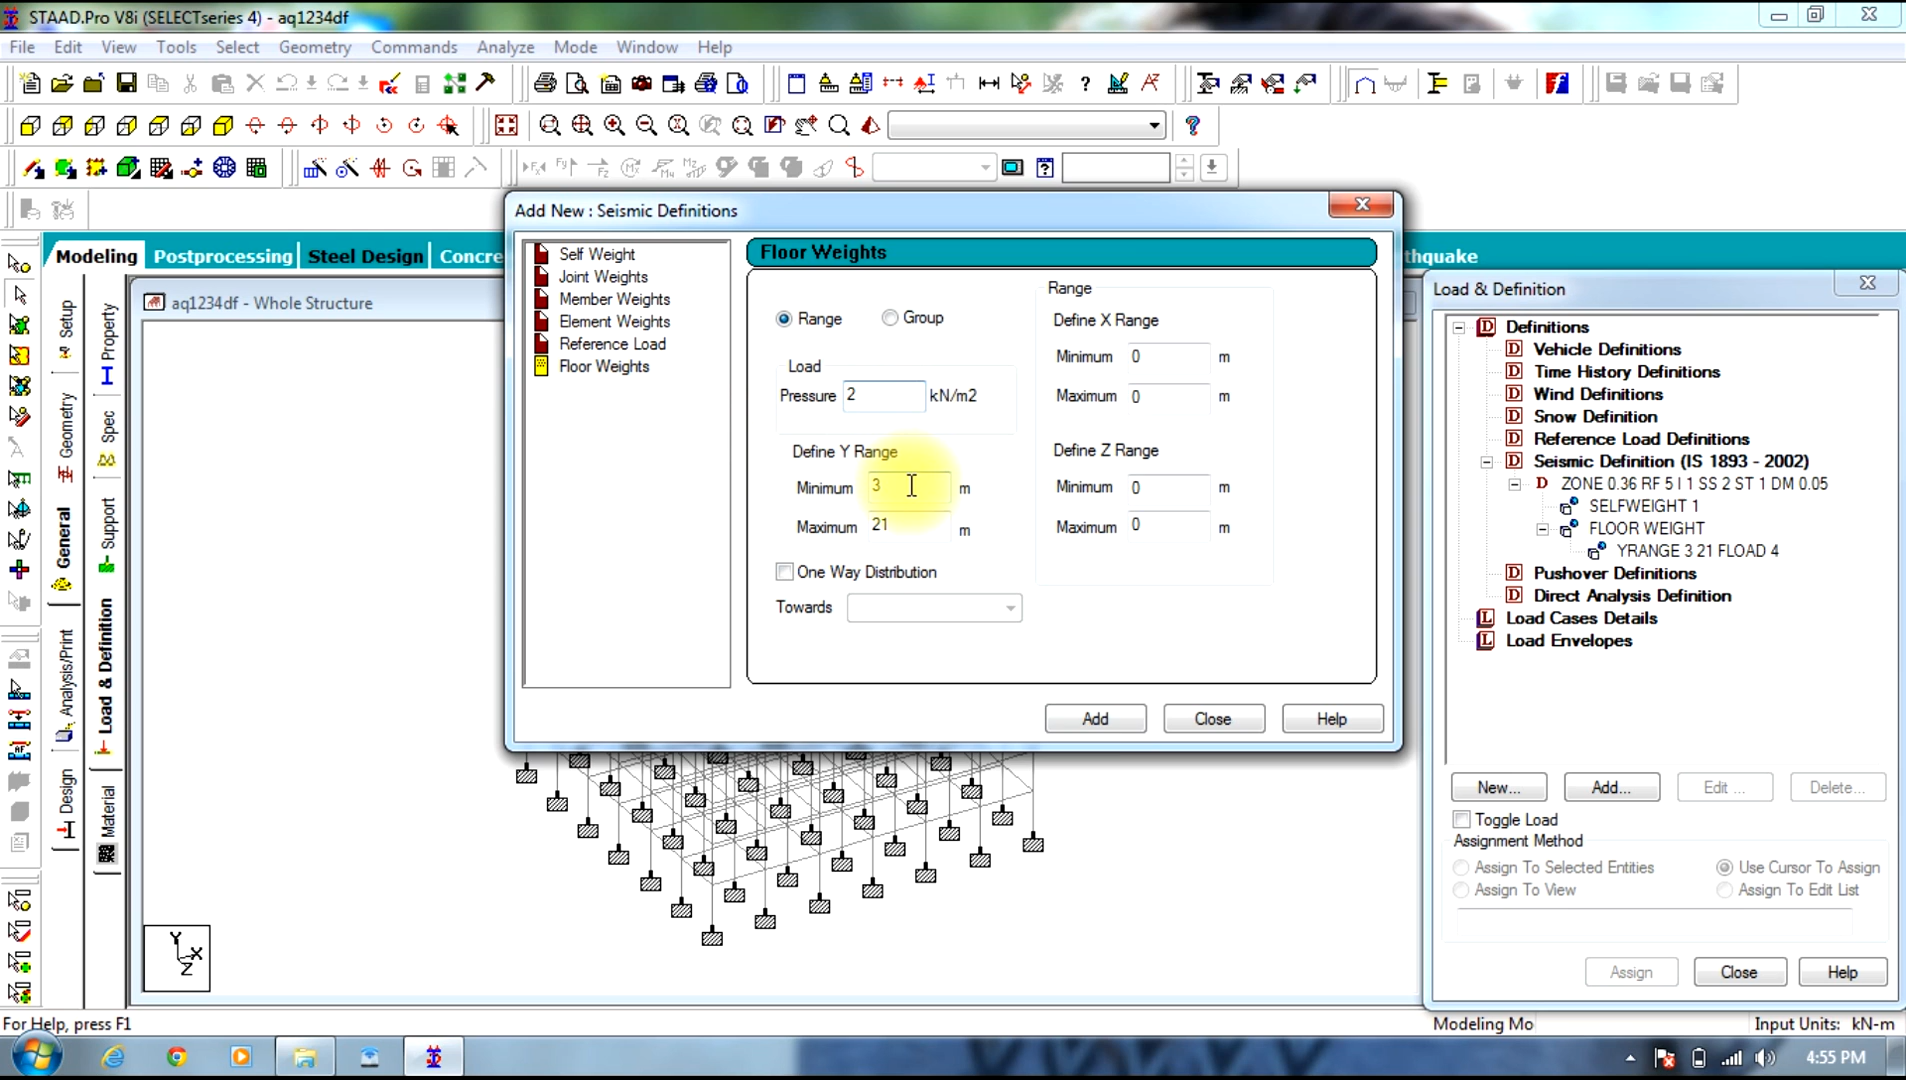 STAAD.Pro V8i (SELECTseries 4) - aq1234df
File Edit View Tools Select Geometry Commands Analyze Mode Window Help
Modeling Postprocessing Steel Design Concre
thquake
aq1234df - Whole Structure
Setup
Geometry
General
Analysis/Print
Design
Property
Spec
Support
Load & Definition
Material
Add New : Seismic Definitions
Self Weight
Joint Weights
Member Weights
Element Weights
Reference Load
Floor Weights
Floor Weights
Range Group
Load
Pressure 2 kN/m2
Define Y Range
Minimum 3 m
Maximum 21 m
One Way Distribution
Towards
Range
Define X Range
Minimum 0 m
Maximum 0 m
Define Z Range
Minimum 0 m
Maximum 0 m
Add Close Help
Load & Definition
Definitions
Vehicle Definitions
Time History Definitions
Wind Definitions
Snow Definition
Reference Load Definitions
Seismic Definition (IS 1893 - 2002)
ZONE 0.36 RF 5 I 1 SS 2 ST 1 DM 0.05
SELFWEIGHT 1
FLOOR WEIGHT
YRANGE 3 21 FLOAD 4
Pushover Definitions
Direct Analysis Definition
Load Cases Details
Load Envelopes
New... Add... Edit ... Delete...
Toggle Load
Assignment Method
Assign To Selected Entities Use Cursor To Assign
Assign To View Assign To Edit List
Assign Close Help
Y
X
Z
For Help, press F1
Modeling Mo Input Units: kN-m
4:55 PM